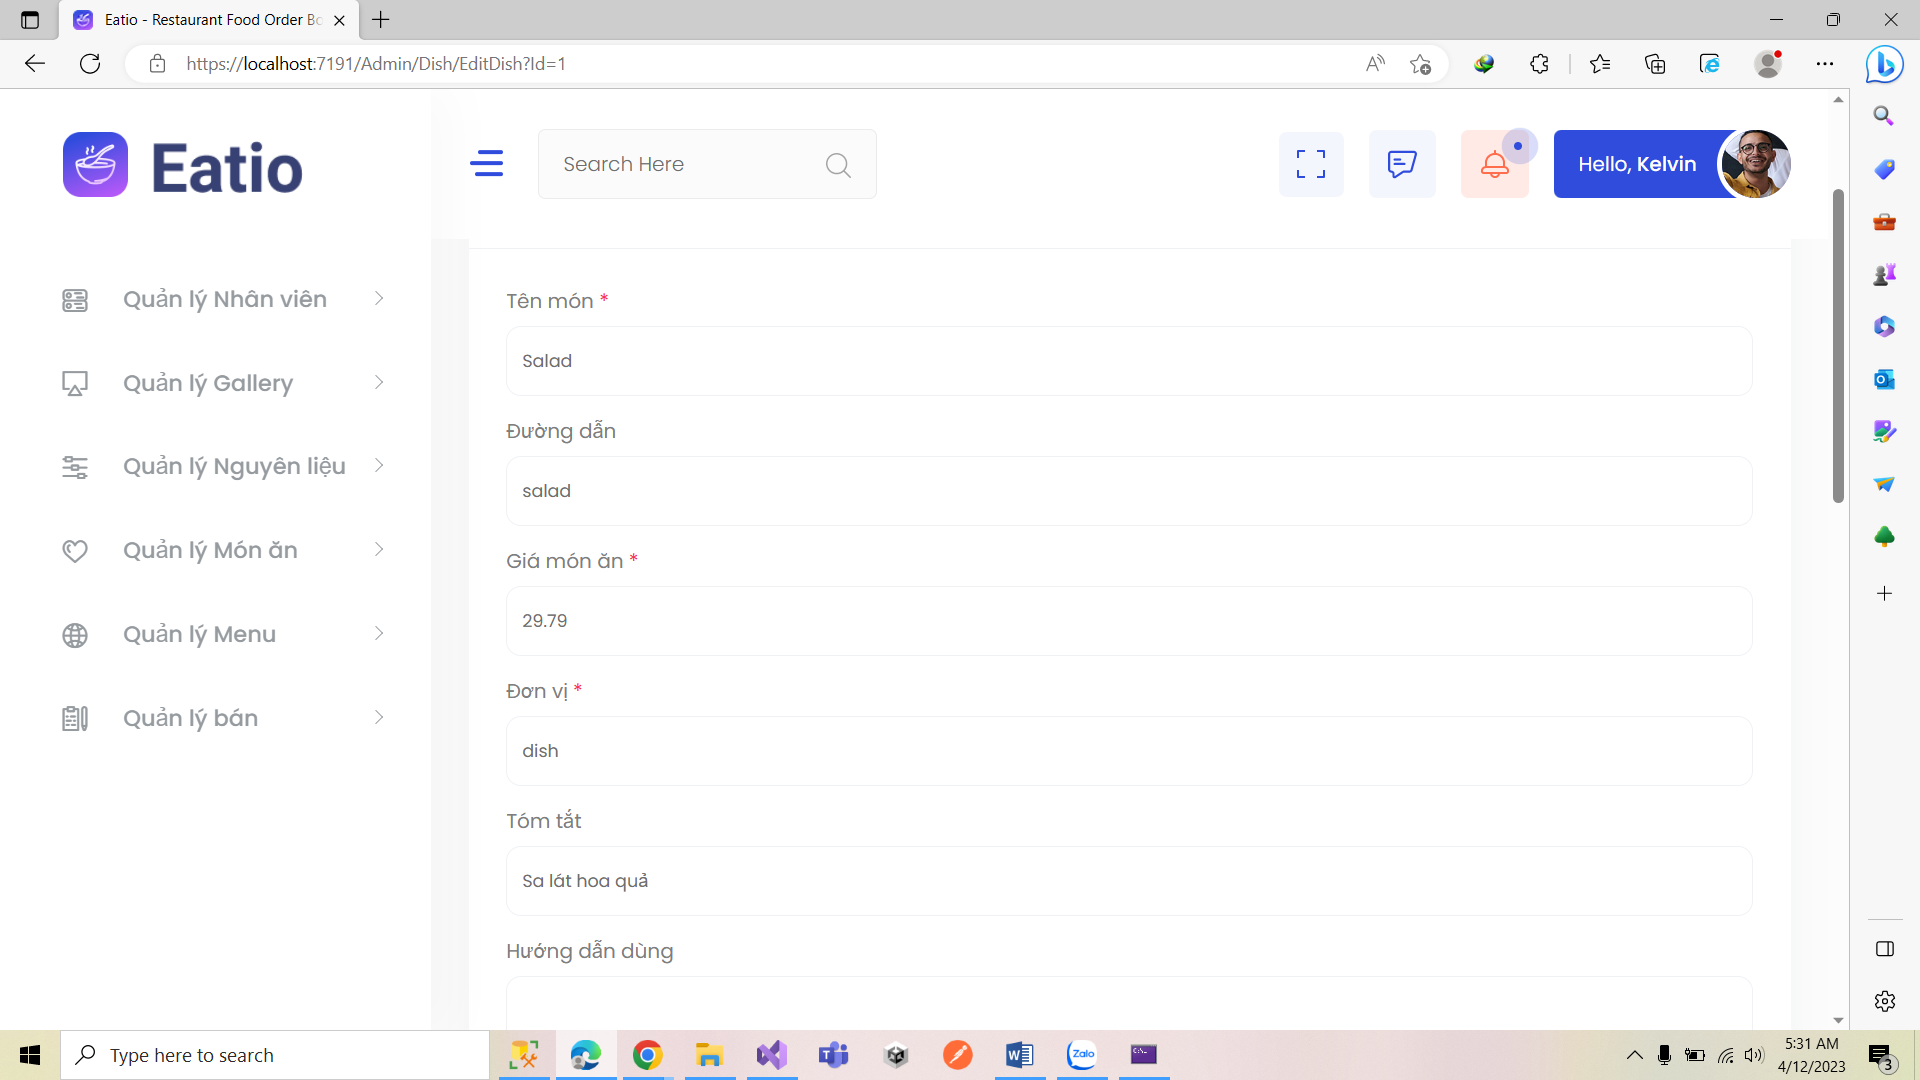 Eatio - Restaurant Food Order Bo
https://localhost:7191/Admin/Dish/EditDish?Id=1
Eatio
Search Here
Hello, Kelvin
Quản lý Nhân viên
Quản lý Gallery
Quản lý Nguyên liệu
Quản lý Món ăn
Quản lý Menu
Quản lý bán
Tên món *
Salad
Đường dẫn
salad
Giá món ăn *
29.79
Đơn vị *
dish
Tóm tắt
Sa lát hoa quả
Hướng dẫn dùng
Type here to search
Zalo
5:31 AM
4/12/2023
3